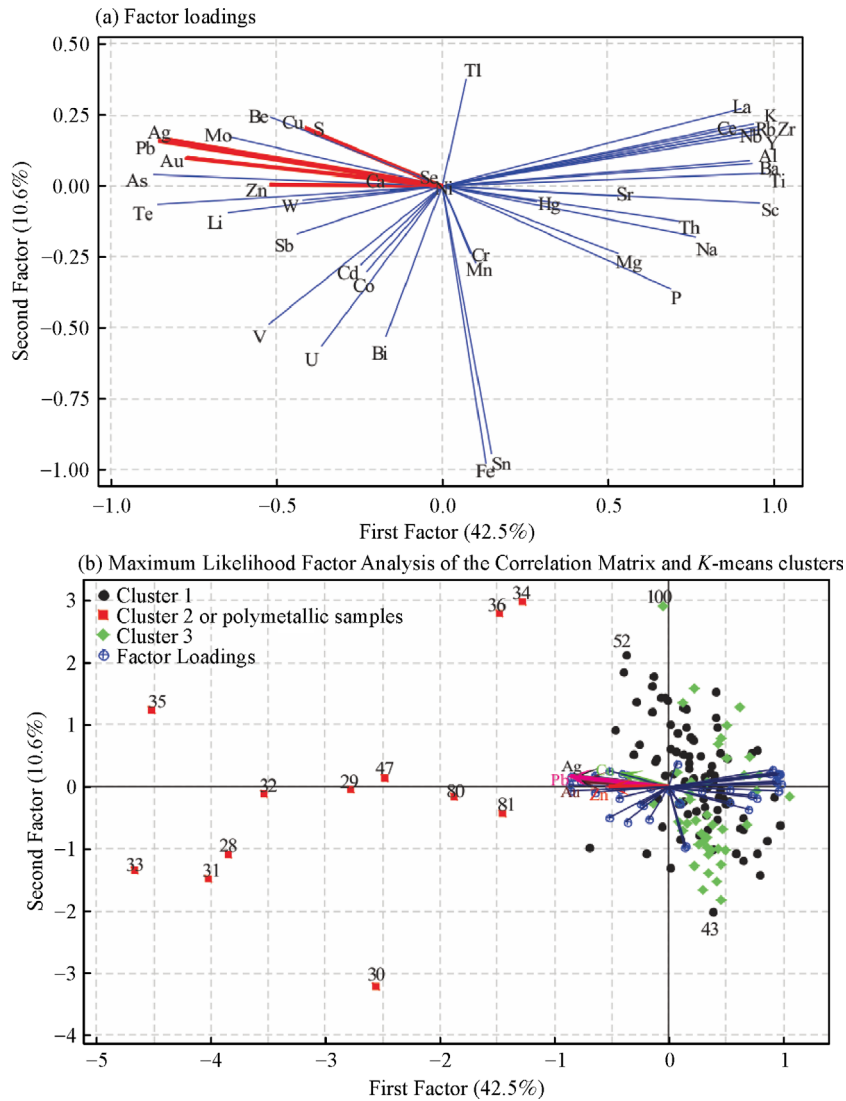 (a) Factor loadings
0.50
0.25
0.00
−0.25
−0.50
−0.75
−1.00
Second Factor (10.6%)
Tl
La
K
Ce
Rb
Zr
Nb
Y
Al
Ba
Ti
Sc
Sr
Hg
Th
Na
Mg
P
Cr
Mn
Sn
Fe
Be
Cu
S
Mo
Ag
Pb
Au
As
Zn
Ca
Se
Te
Li
W
Sb
Cd
Co
V
U
Bi
−1.0 −0.5 0.0 0.5 1.0
First Factor (42.5%)
(b) Maximum Likelihood Factor Analysis of the Correlation Matrix and K-means clusters
Cluster 1
Cluster 2 or polymetallic samples
Cluster 3
Factor Loadings
3
2
1
0
−1
−2
−3
−4
Second Factor (10.6%)
36
34
100
52
35
32
29
47
80
81
33
28
31
30
43
Ag
Pb
Au
Zn
−5 −4 −3 −2 −1 0 1
First Factor (42.5%)